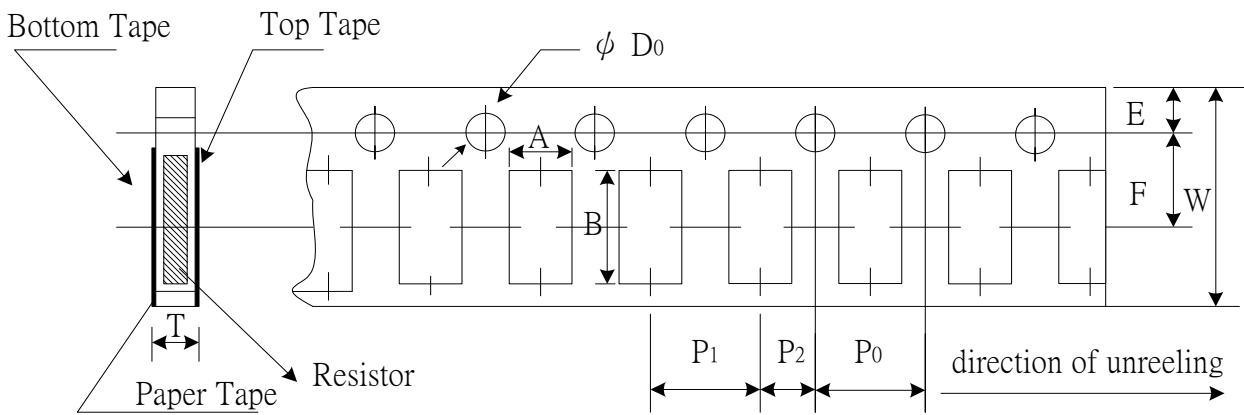 Bottom Tape
Top Tape
φ D0
E
A
F
W
B
T
P1
P2
P0
direction of unreeling
Resistor
Paper Tape